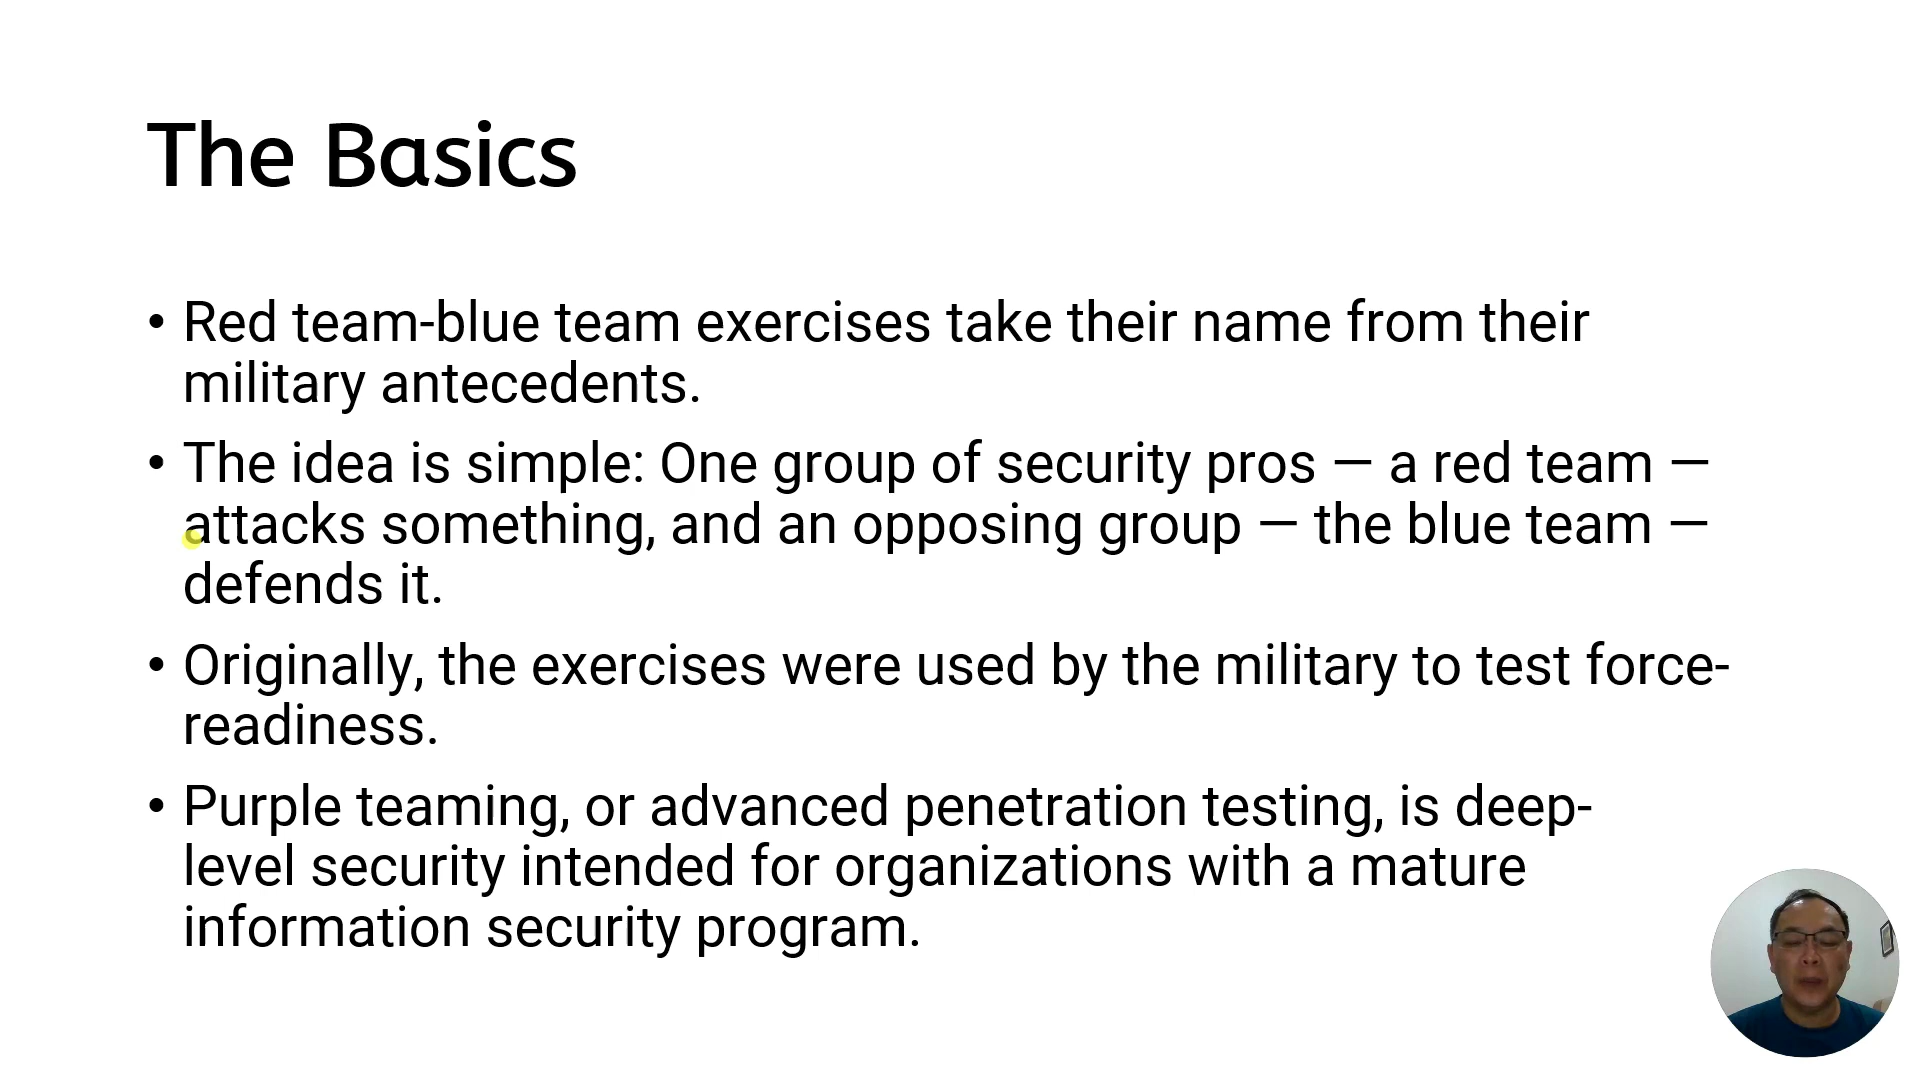 The Basics
• Red team-blue team exercises take their name from their
military antecedents.
• The idea is simple: One group of security pros — a red team —
attacks something, and an opposing group — the blue team —
defends it.
• Originally, the exercises were used by the military to test force-
readiness.
• Purple teaming, or advanced penetration testing, is deep-
level security intended for organizations with a mature
information security program.